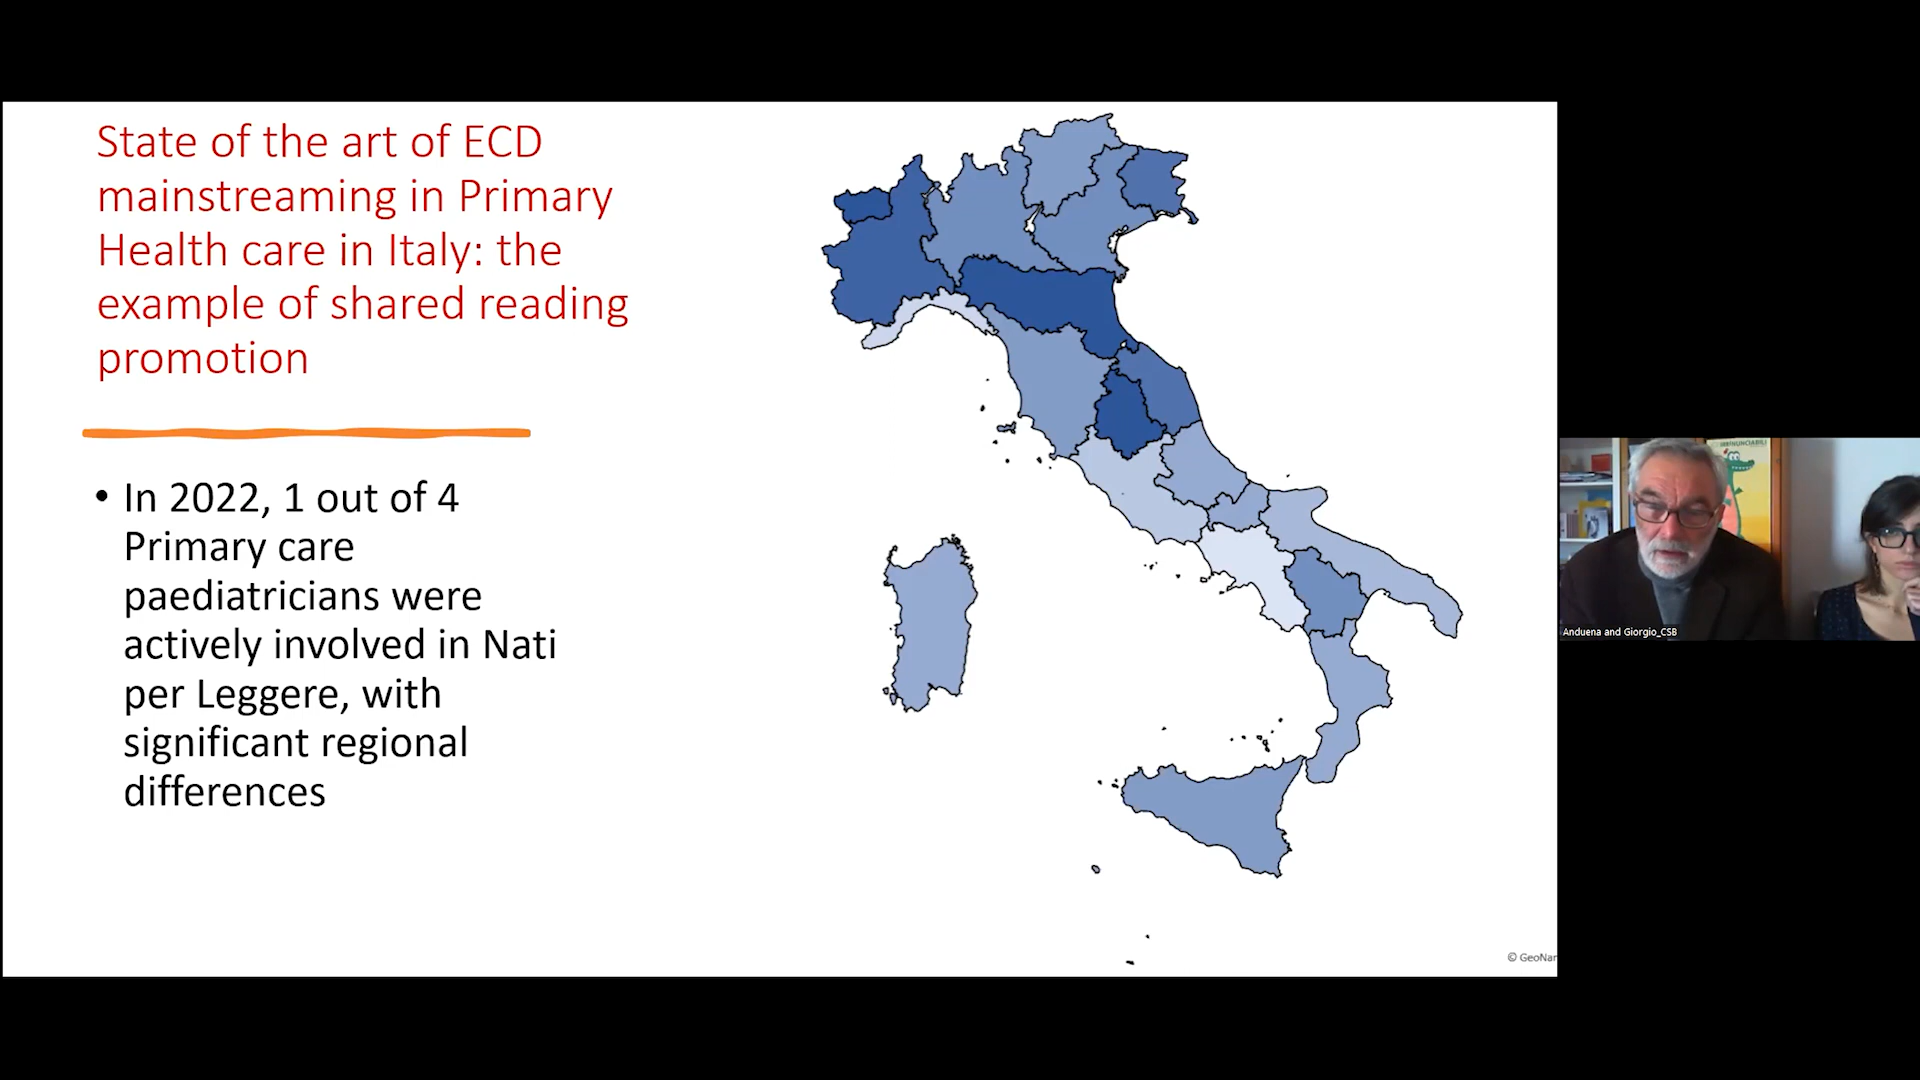 State of the art of ECD
mainstreaming in Primary
Health care in Italy: the
example of shared reading
promotion
• In 2022, 1 out of 4
Primary care
paediatricians were
actively involved in Nati
per Leggere, with
significant regional
differences
© GeoNar
Anduena and Giorgio_CSB